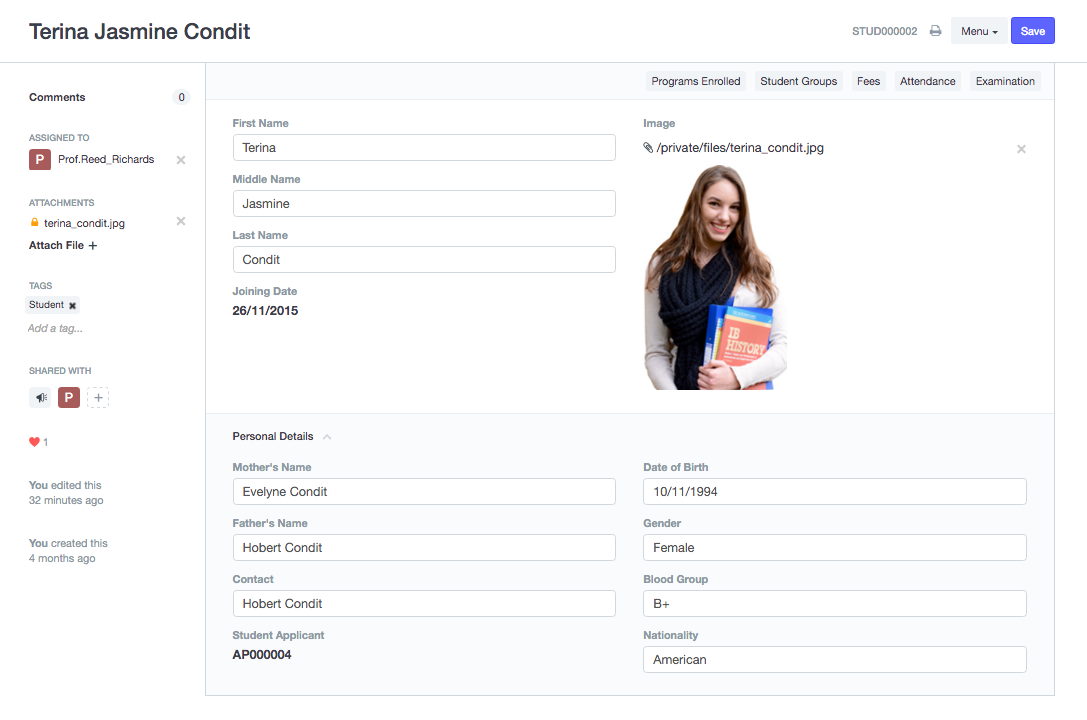 Terina Jasmine Condit
STUD000002
Menu
Save
Comments
0
ASSIGNED TO
P
Prof.Reed_Richards
ATTACHMENTS
terina_condit.jpg
Attach File +
TAGS
Student
Add a tag...
SHARED WITH
P
+
1
You edited this
32 minutes ago
You created this
4 months ago
Programs Enrolled
Student Groups
Fees
Attendance
Examination
First Name
Terina
Middle Name
Jasmine
Last Name
Condit
Joining Date
26/11/2015
Image
/private/files/terina_condit.jpg
IB
HISTORY
Personal Details
Mother's Name
Evelyne Condit
Father's Name
Hobert Condit
Contact
Hobert Condit
Student Applicant
AP000004
Date of Birth
10/11/1994
Gender
Female
Blood Group
B+
Nationality
American